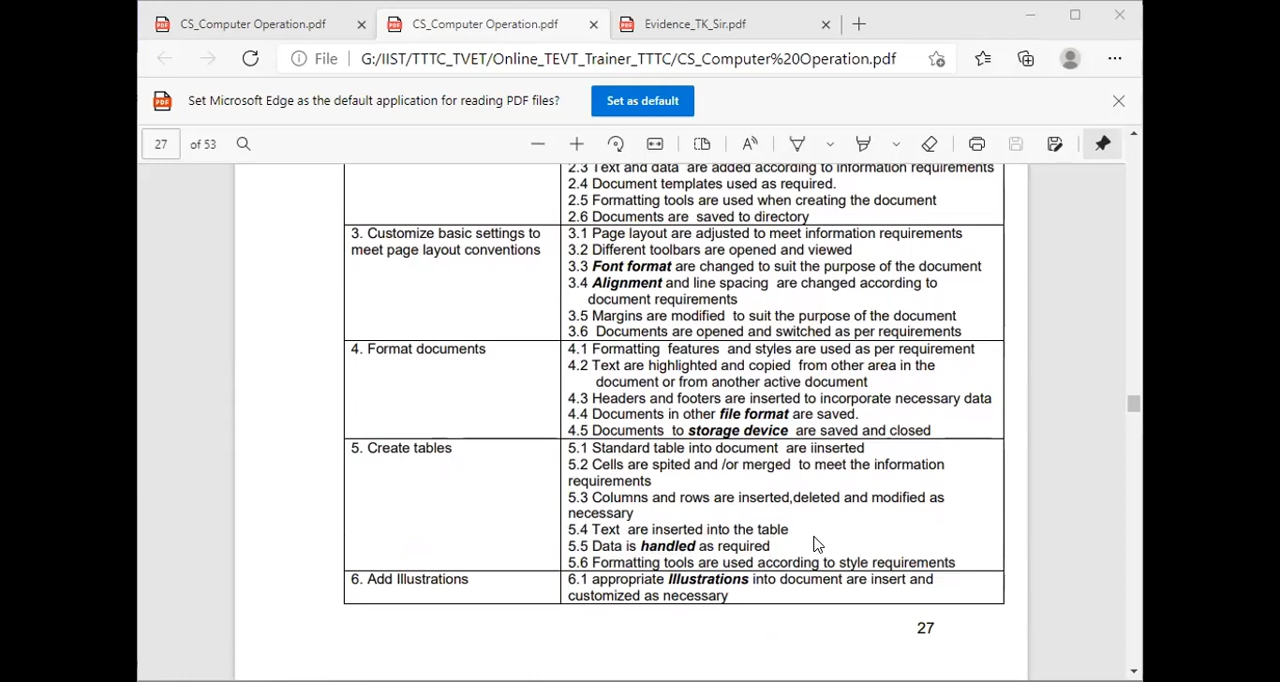 CS_Computer Operation.pdf
CS_Computer Operation.pdf
Evidence_TK_Sir.pdf
File
G:/IIST/TTTC_TVET/Online_TEVT_Trainer_TTTC/CS_Computer%20Operation.pdf
Set Microsoft Edge as the default application for reading PDF files?
Set as default
27 of 53
2.3 Text and data are added according to information requirements
2.4 Document templates used as required.
2.5 Formatting tools are used when creating the document
2.6 Documents are saved to directory
3. Customize basic settings to
meet page layout conventions
3.1 Page layout are adjusted to meet information requirements
3.2 Different toolbars are opened and viewed
3.3 Font format are changed to suit the purpose of the document
3.4 Alignment and line spacing are changed according to
document requirements
3.5 Margins are modified to suit the purpose of the document
3.6 Documents are opened and switched as per requirements
4. Format documents
4.1 Formatting features and styles are used as per requirement
4.2 Text are highlighted and copied from other area in the
document or from another active document
4.3 Headers and footers are inserted to incorporate necessary data
4.4 Documents in other file format are saved.
4.5 Documents to storage device are saved and closed
5. Create tables
5.1 Standard table into document are iinserted
5.2 Cells are spited and /or merged to meet the information
requirements
5.3 Columns and rows are inserted,deleted and modified as
necessary
5.4 Text are inserted into the table
5.5 Data is handled as required
5.6 Formatting tools are used according to style requirements
6. Add Illustrations
6.1 appropriate Illustrations into document are insert and
customized as necessary
27